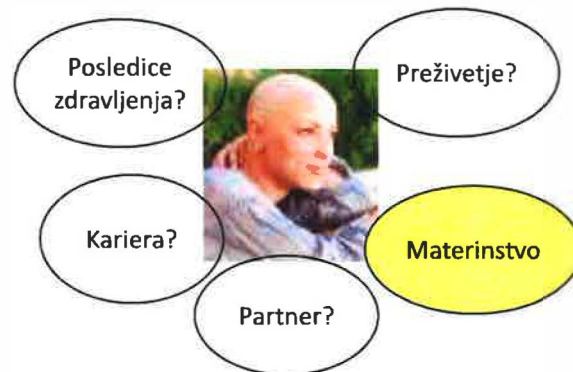 Posledice
zdravljenja?
Preživetje?
Kariera?
Materinstvo
Partner?